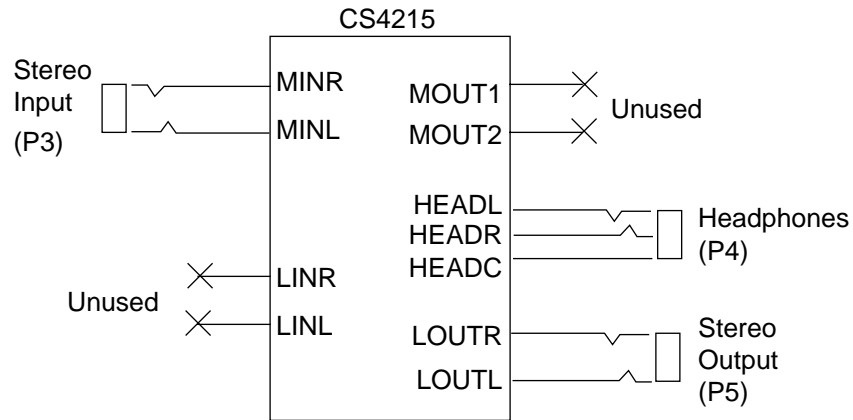 CS4215
Stereo
Input
(P3)
MINR
MINL
MOUT1
MOUT2
Unused
HEADL
HEADR
HEADC
Headphones
(P4)
Unused
LINR
LINL
LOUTR
LOUTL
Stereo
Output
(P5)